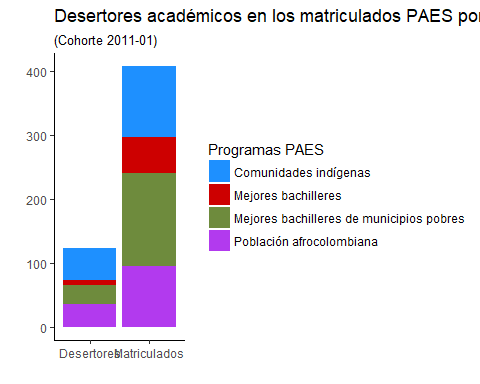 Desertores académicos en los matriculados PAES por
(Cohorte 2011-01)
400
300
200
100
0
Desertores
Matriculados
Programas PAES
Comunidades indígenas
Mejores bachilleres
Mejores bachilleres de municipios pobres
Población afrocolombiana